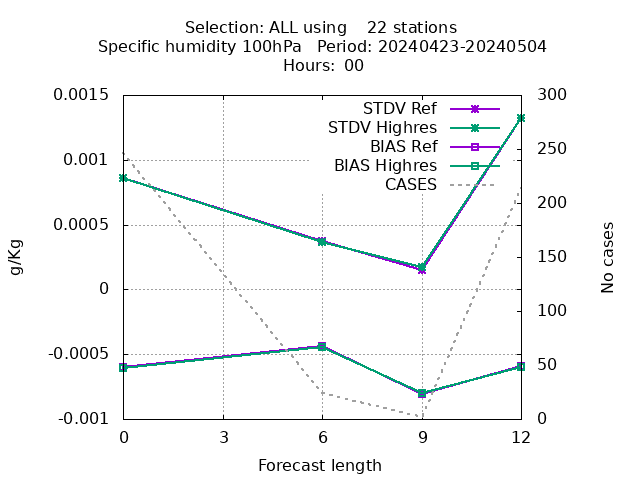 Selection: ALL using    22 stations
Specific humidity 100hPa   Period: 20240423-20240504
Hours:  00
0.0015
0.001
0.0005
0
-0.0005
-0.001
g/Kg
STDV Ref
STDV Highres
BIAS Ref
BIAS Highres
CASES
300
250
200
150
100
50
0
No cases
0
3
6
9
12
Forecast length